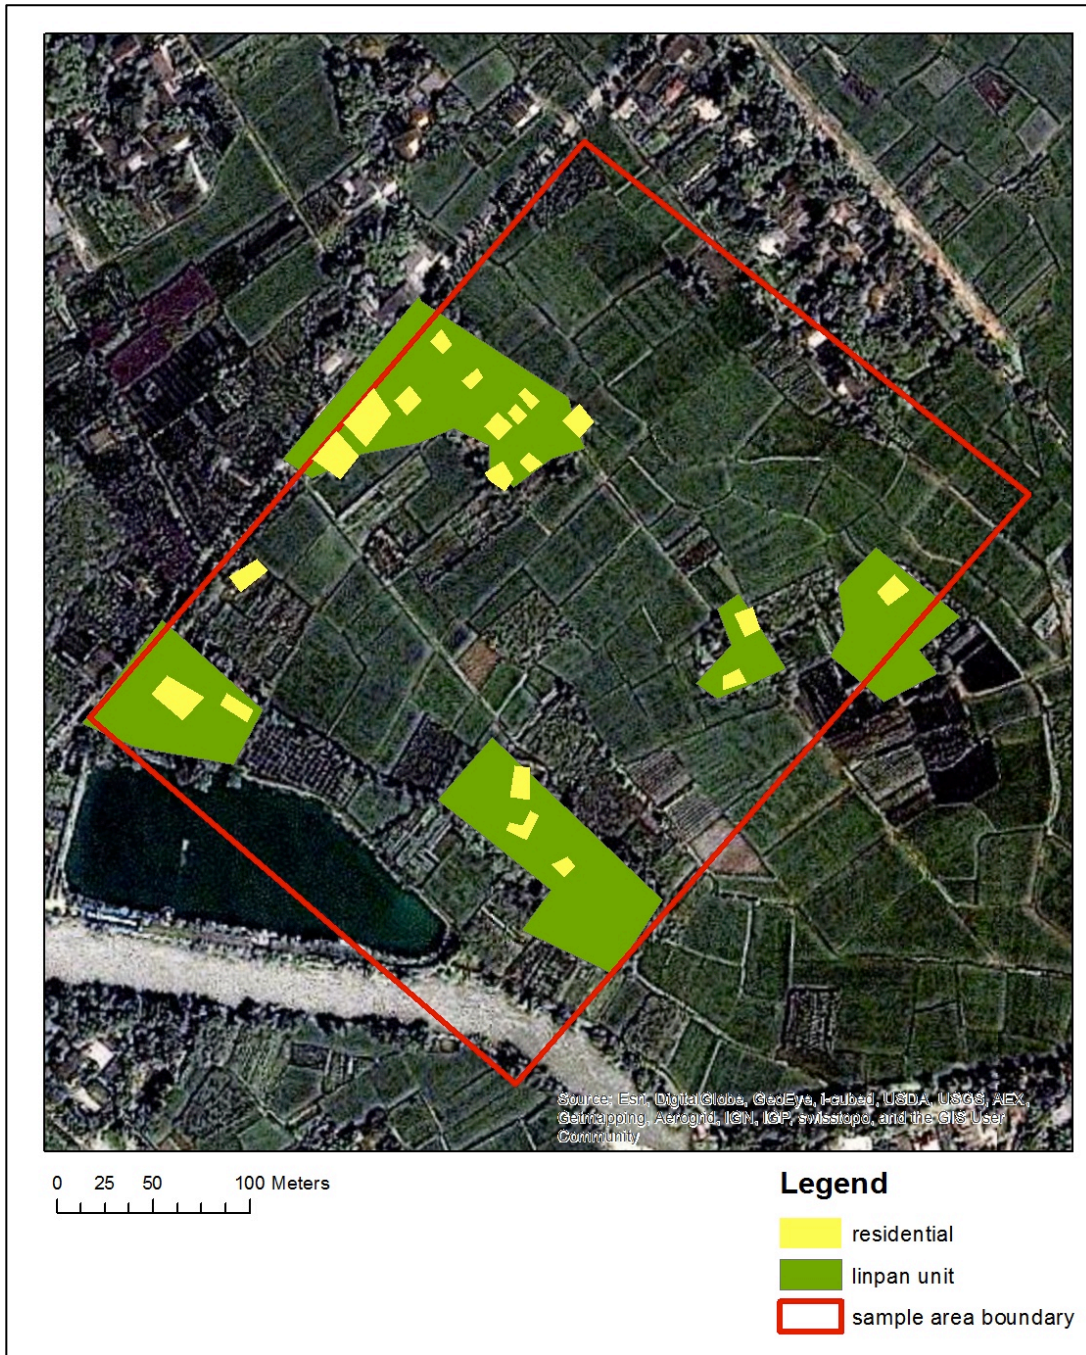 Source: Esri, DigitalGlobe, GeoEye, i-cubed, USDA, USGS, AEX,
Getmapping, Aerogrid, IGN, IGP, swisstopo, and the GIS User
Community
0 25 50 100 Meters
Legend
residential
linpan unit
sample area boundary